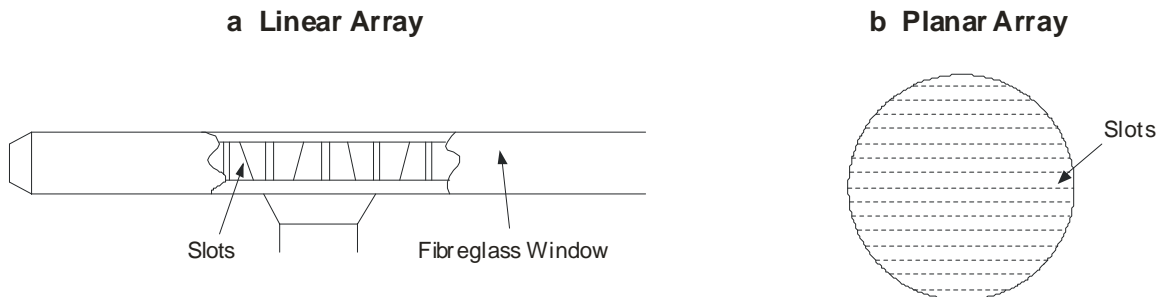 a Linear Array
b Planar Array
Slots
Slots
Fibreglass Window